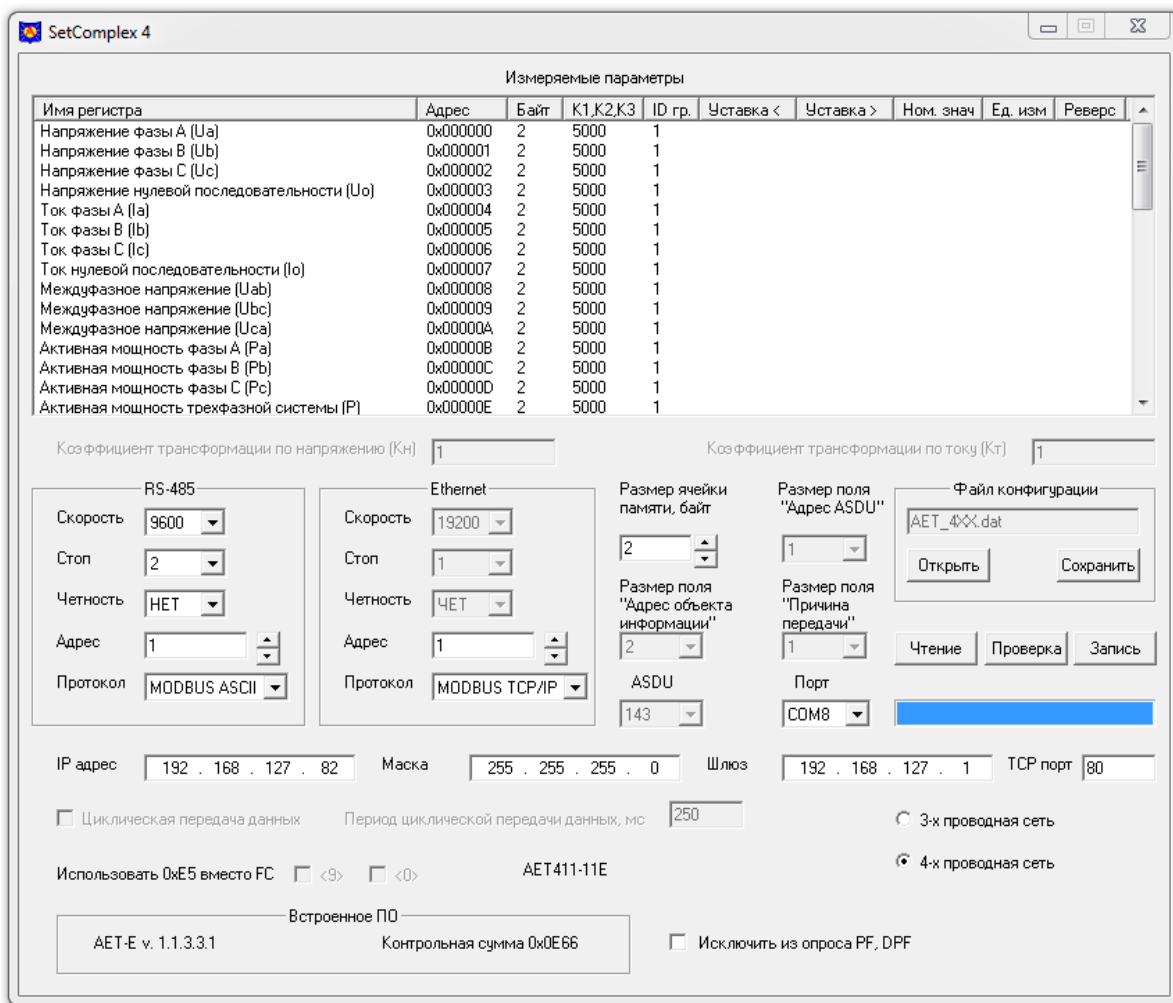 SetComplex 4
Измеряемые параметры
Имя регистра Адрес Байт K1,K2,K3 ID гр. Уставка < Уставка > Ном. знач Ед. изм Реверс
Напряжение фазы A (Ua) 0x000000 2 5000 1
Напряжение фазы B (Ub) 0x000001 2 5000 1
Напряжение фазы C (Uc) 0x000002 2 5000 1
Напряжение нулевой последовательности (Uo) 0x000003 2 5000 1
Ток фазы A (Ia) 0x000004 2 5000 1
Ток фазы B (Ib) 0x000005 2 5000 1
Ток фазы C (Ic) 0x000006 2 5000 1
Ток нулевой последовательности (Io) 0x000007 2 5000 1
Междуфазное напряжение (Uab) 0x000008 2 5000 1
Междуфазное напряжение (Ubc) 0x000009 2 5000 1
Междуфазное напряжение (Uca) 0x00000A 2 5000 1
Активная мощность фазы A (Pa) 0x00000B 2 5000 1
Активная мощность фазы B (Pb) 0x00000C 2 5000 1
Активная мощность фазы C (Pc) 0x00000D 2 5000 1
Активная мощность трехфазной системы (P) 0x00000E 2 5000 1
Коэффициент трансформации по напряжению (Кн) 1 Коэффициент трансформации по току (Кт) 1
RS-485
Скорость 9600
Стоп 2
Четность НЕТ
Адрес 1
Протокол MODBUS ASCII
Ethernet
Скорость 19200
Стоп 1
Четность ЧЕТ
Адрес 1
Протокол MODBUS TCP/IP
Размер ячейки
памяти, байт
2
Размер поля
"Адрес ASDU"
1
Размер поля
"Адрес объекта
информации"
2
Размер поля
"Причина
передачи"
1
ASDU
143
Порт
COM8
Файл конфигурации
AET_4XX.dat
Открыть Сохранить
Чтение Проверка Запись
IP адрес 192 . 168 . 127 . 82 Маска 255 . 255 . 255 . 0 Шлюз 192 . 168 . 127 . 1 TCP порт 80
Циклическая передача данных Период циклической передачи данных, мс 250
3-х проводная сеть
4-х проводная сеть
Использовать 0xE5 вместо FC <9> <0> AET411-11E
Встроенное ПО
AET-E v. 1.1.3.3.1 Контрольная сумма 0x0E66
Исключить из опроса PF, DPF